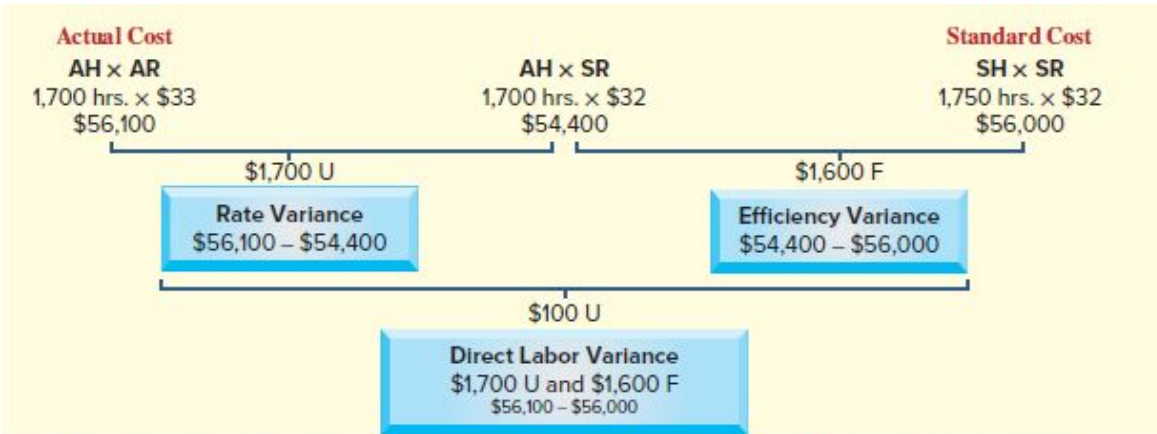 Actual Cost
AH x AR
1,700 hrs. x $33
$56,100
AH x SR
1,700 hrs. x $32
$54,400
Standard Cost
SH x SR
1,750 hrs. x $32
$56,000
$1,700 U
Rate Variance
$56,100 – $54,400
$1,600 F
Efficiency Variance
$54,400 – $56,000
$100 U
Direct Labor Variance
$1,700 U and $1,600 F
$56,100 – $56,000